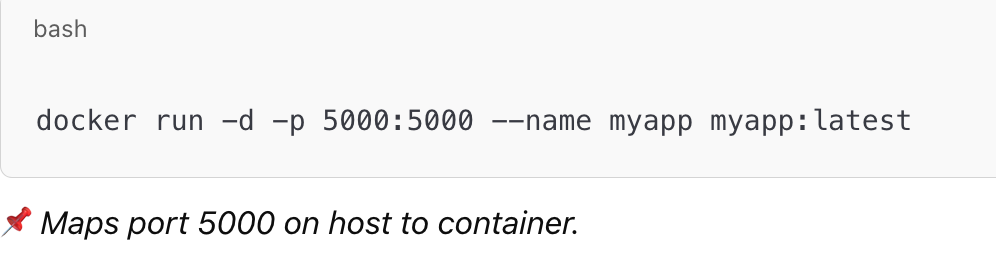 bash
docker run -d -p 5000:5000 --name myapp myapp:latest
📌 Maps port 5000 on host to container.